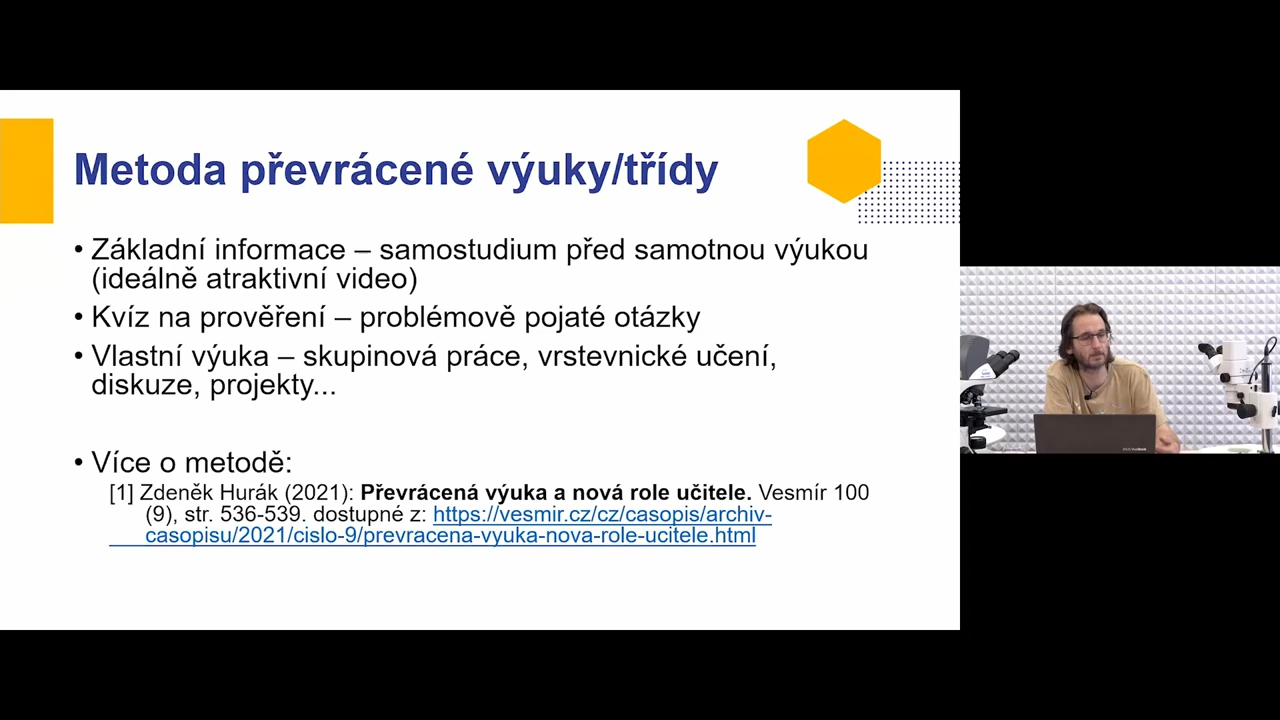 Metoda převrácené výuky/třídy
• Základní informace – samostudium před samotnou výukou
(ideálně atraktivní video)
• Kvíz na prověření – problémově pojaté otázky
• Vlastní výuka – skupinová práce, vrstevnické učení,
diskuze, projekty...
• Více o metodě:
[1] Zdeněk Hurák (2021): Převrácená výuka a nová role učitele. Vesmír 100
(9), str. 536-539. dostupné z: https://vesmir.cz/cz/casopis/archiv-
casopisu/2021/cislo-9/prevracena-vyuka-nova-role-ucitele.html